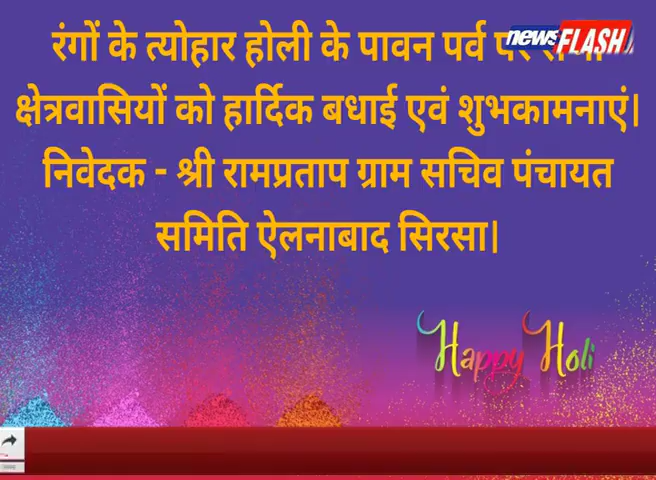 रंगों के त्योहार होली के पावन पर्व पर
news FLASH
क्षेत्रवासियों को हार्दिक बधाई एवं शुभकामनाएं।
निवेदक - श्री रामप्रताप ग्राम सचिव पंचायत
समिति ऐलनाबाद सिरसा।
Happy Holi